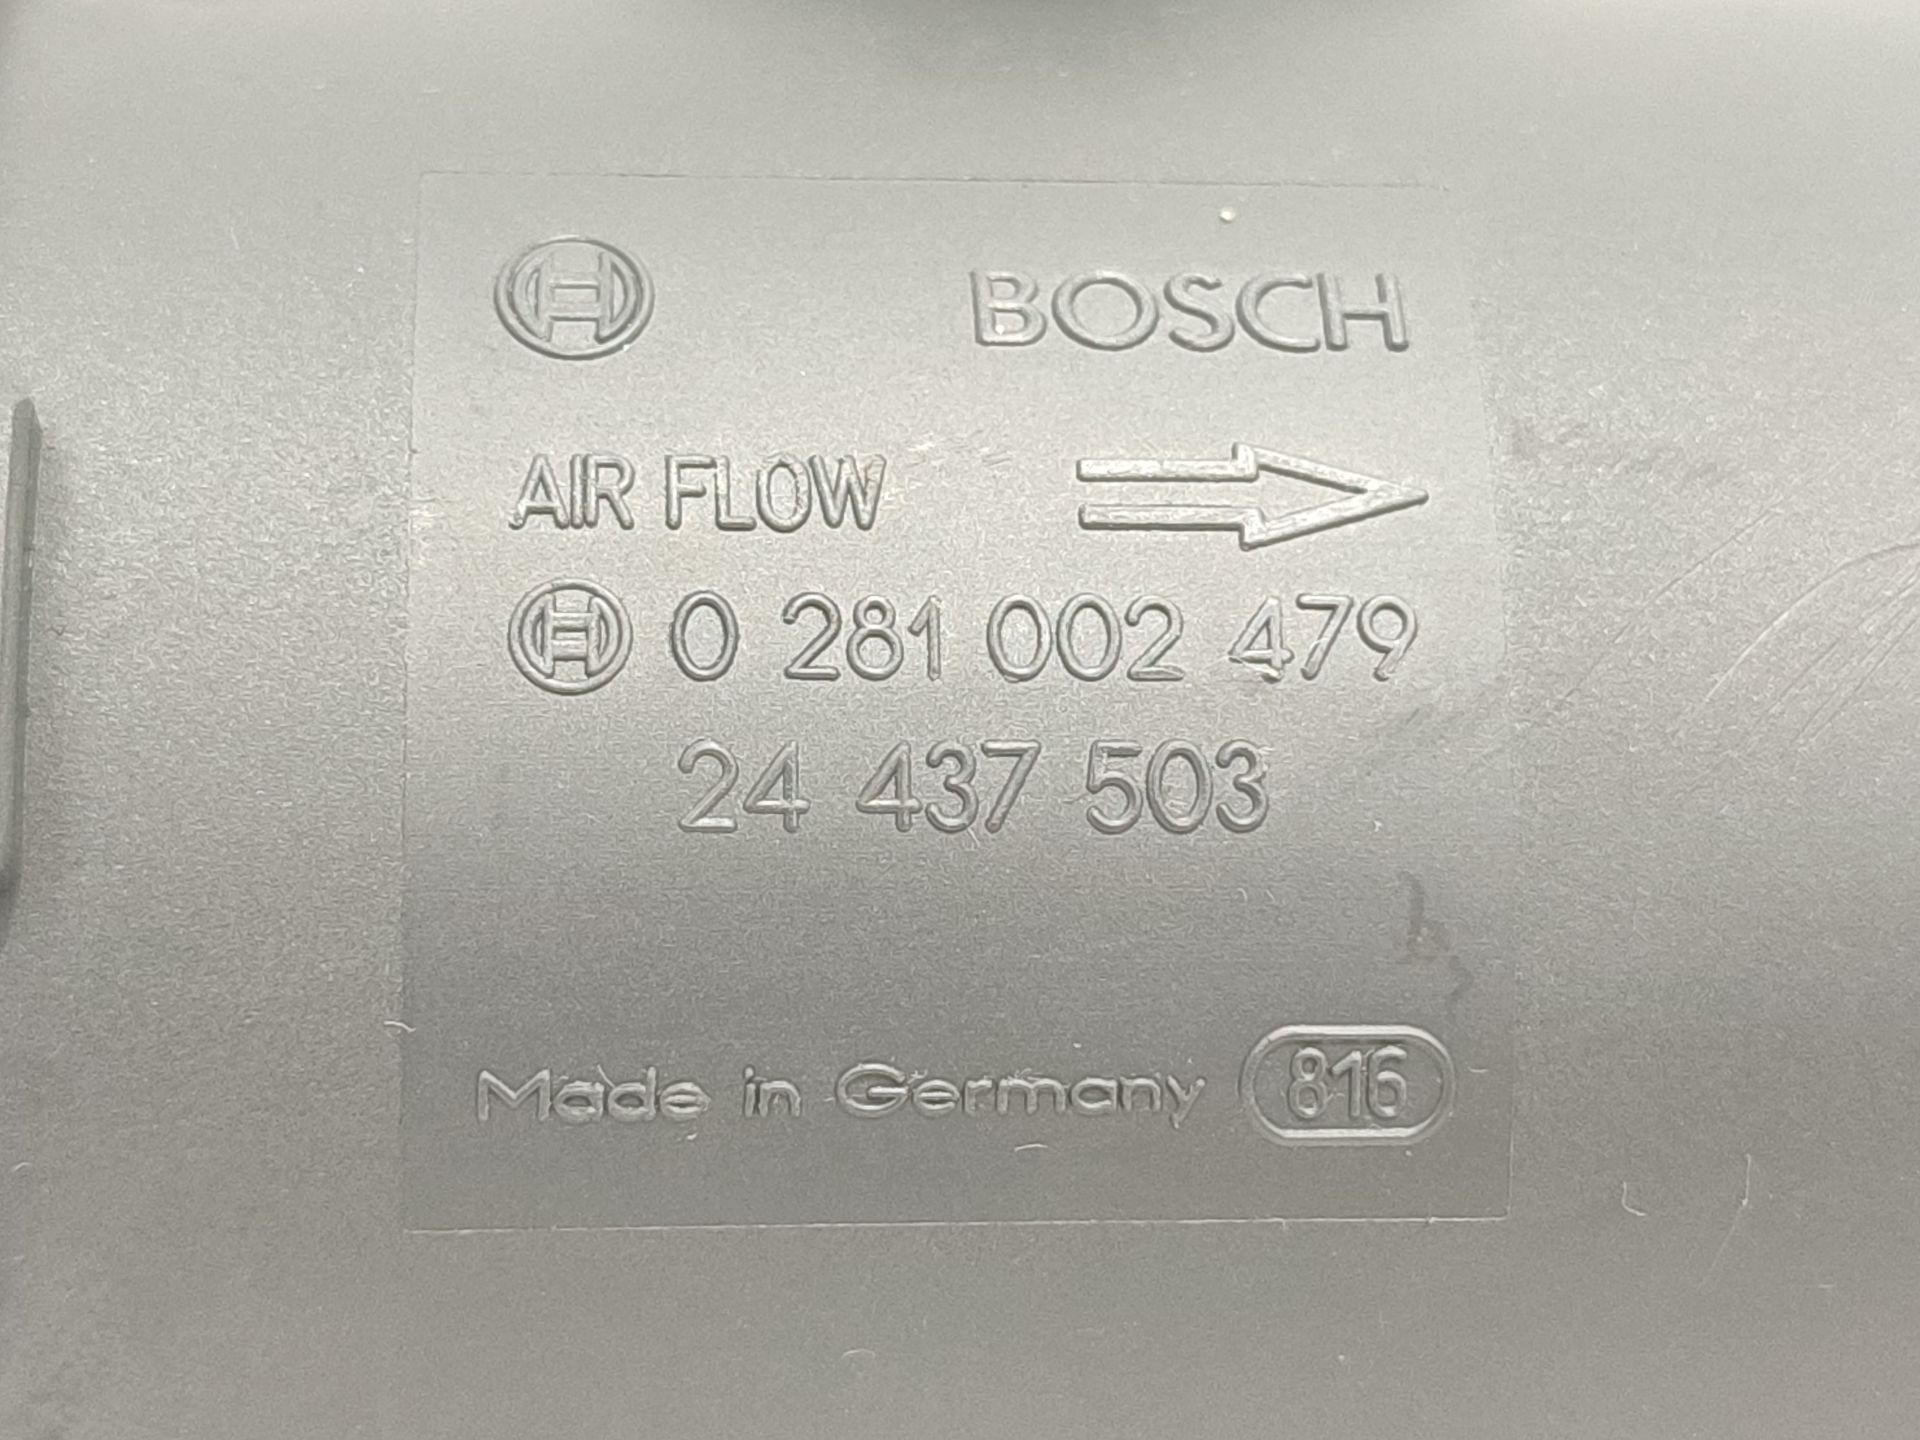 BOSCH
AIR FLOW
0 281 002 479
24 437 503
Made in Germany 816